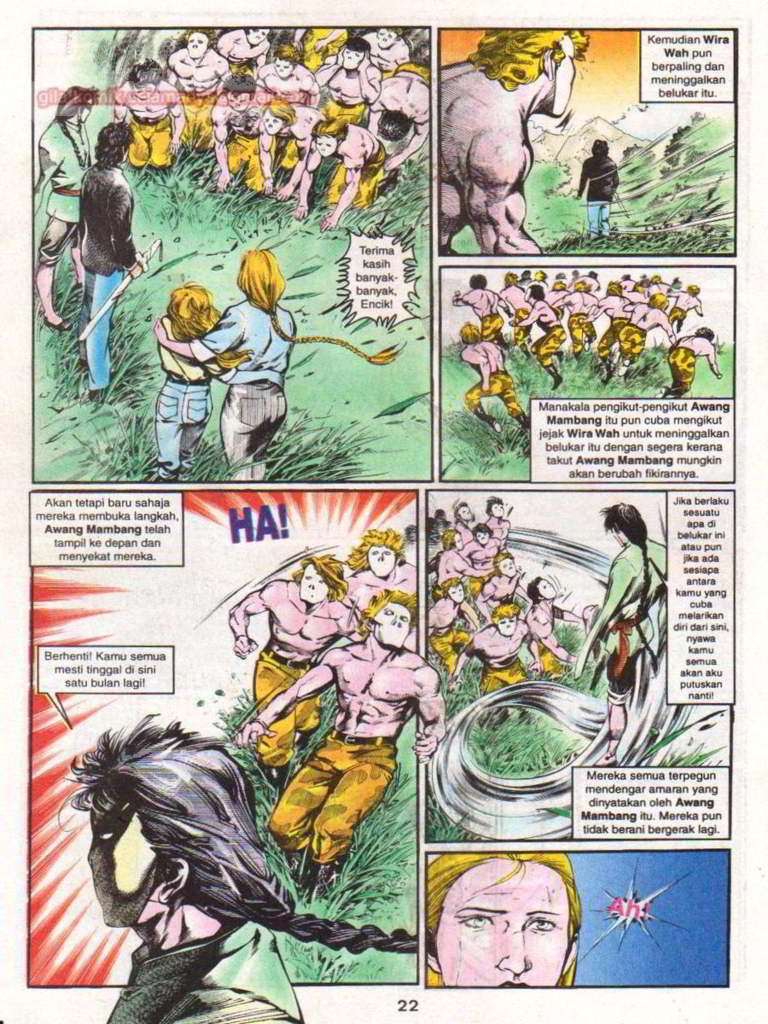 Terima
kasih
banyak-
banyak,
Encik!
Kemudian Wira
Wah pun
berpaling dan
meninggalkan
belukar itu.
Manakala pengikut-pengikut Awang
Mambang itu pun cuba mengikut
jejak Wira Wah untuk meninggalkan
belukar itu dengan segera kerana
takut Awang Mambang mungkin
akan berubah fikirannya.
Akan tetapi baru sahaja
mereka membuka langkah,
Awang Mambang telah
tampil ke depan dan
menyekat mereka.
HA!
Berhenti! Kamu semua
mesti tinggal di sini
satu bulan lagi!
Jika berlaku
sesuatu
apa di
belukar ini
atau pun
jika ada
sesiapa
antara
kamu yang
cuba
melarikan
diri dari sini,
nyawa
kamu
semua
akan aku
putuskan
nanti!
Mereka semua terpegun
mendengar amaran yang
dinyatakan oleh Awang
Mambang itu. Mereka pun
tidak berani bergerak lagi.
Ah!
22